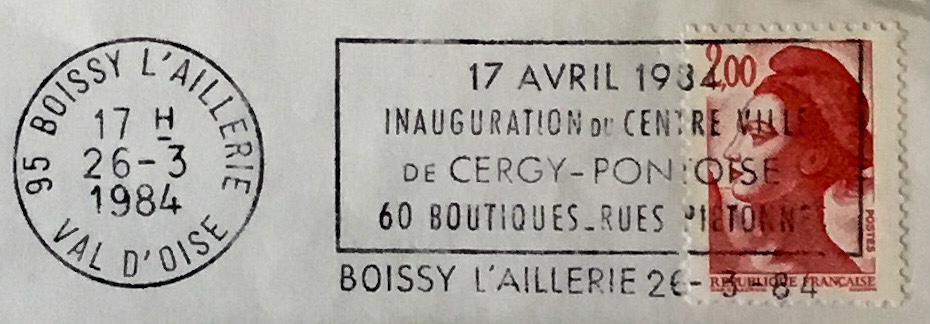 95 BOISSY L'AILLERIE
17 H
26-3
1984
VAL D'OISE
17 AVRIL 1984
INAUGURATION DU CENTRE VILLE
DE CERGY-PONTOISE
60 BOUTIQUES_RUES PIETONNES
BOISSY L'AILLERIE 26-3-84
2,00
POSTES
REPUBLIQUE FRANÇAISE